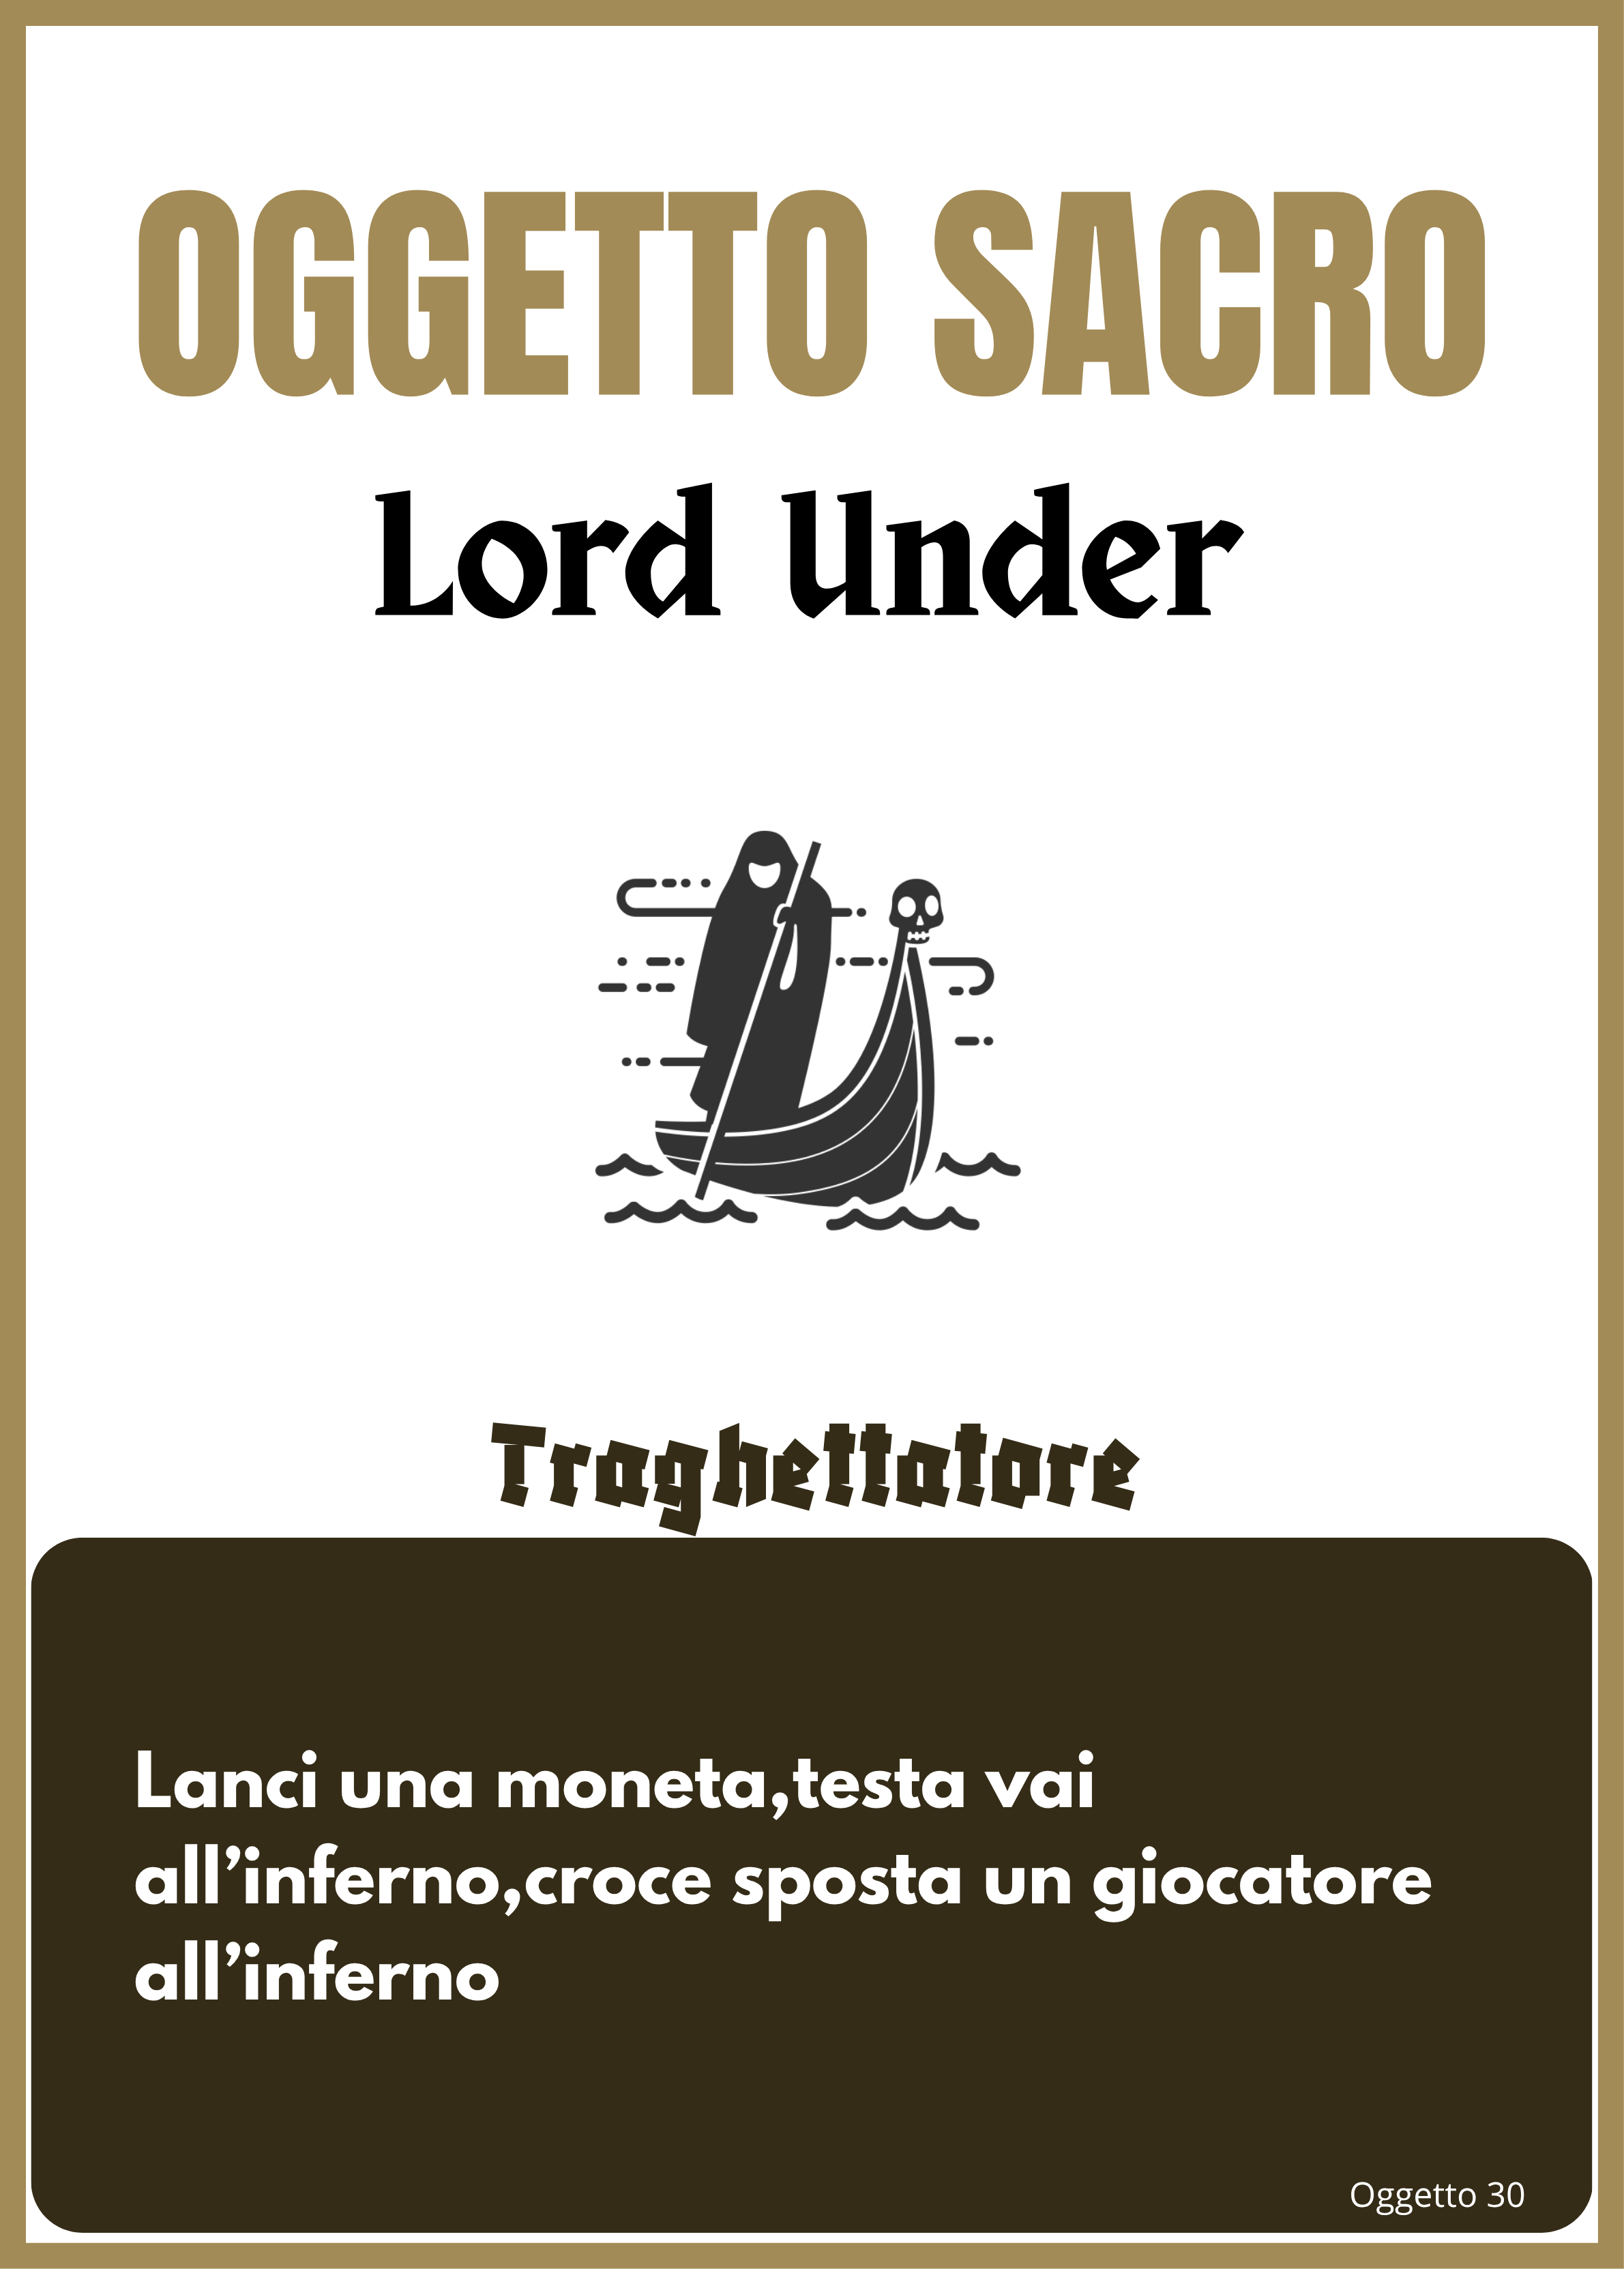 OGGETTO SACRO
Lord Under
Traghettatore
Lanci una moneta,testa vai
all’inferno,croce sposta un giocatore
all’inferno
Oggetto 30